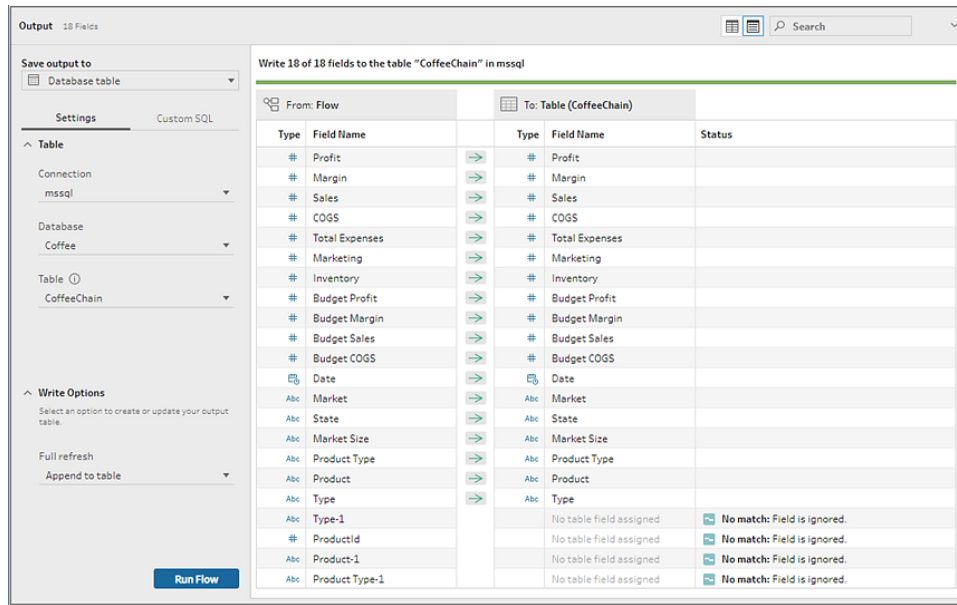 Output 18 Fields
Search
Save output to
Database table
Settings Custom SQL
Table
Connection
mssql
Database
Coffee
Table
CoffeeChain
Write Options
Select an option to create or update your output
table.
Full refresh
Append to table
Run Flow
Write 18 of 18 fields to the table "CoffeeChain" in mssql
From: Flow To: Table (CoffeeChain)
Type Field Name Type Field Name Status
# Profit # Profit
# Margin # Margin
# Sales # Sales
# COGS # COGS
# Total Expenses # Total Expenses
# Marketing # Marketing
# Inventory # Inventory
# Budget Profit # Budget Profit
# Budget Margin # Budget Margin
# Budget Sales # Budget Sales
# Budget COGS # Budget COGS
Date Date
Abc Market Abc Market
Abc State Abc State
Abc Market Size Abc Market Size
Abc Product Type Abc Product Type
Abc Product Abc Product
Abc Type Abc Type
Abc Type-1 No table field assigned No match: Field is ignored.
# ProductId No table field assigned No match: Field is ignored.
Abc Product-1 No table field assigned No match: Field is ignored.
Abc Product Type-1 No table field assigned No match: Field is ignored.